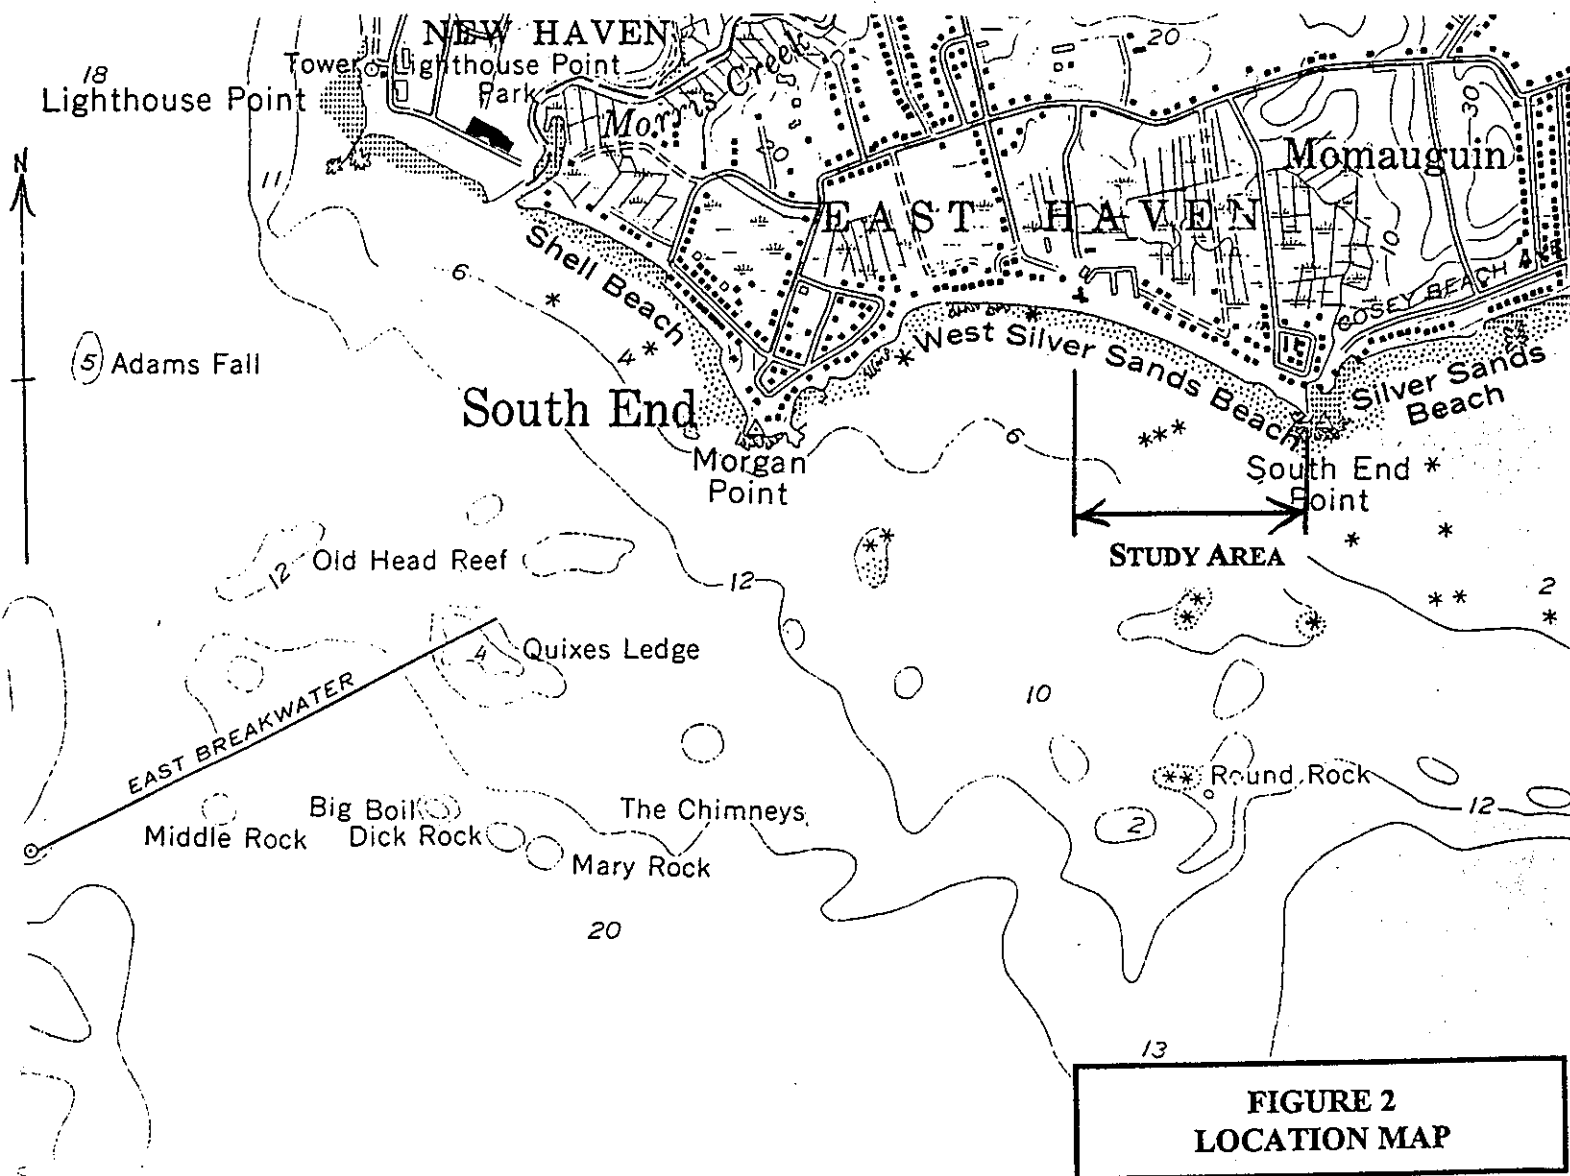 NEW HAVEN
18
Tower
Lighthouse Point
Park
Lighthouse Point
Morris Creek
20
20
30
Momauguin
N
11
EAST HAVEN
10
Shell Beach
6
COSEY BEACH
4
West Silver Sands Beach
Silver Sands
Beach
5 Adams Fall
South End
6
Morgan
Point
South End
Point
STUDY AREA
Old Head Reef
12
12
2
Quixes Ledge
4
EAST BREAKWATER
10
Round Rock
12
Big Boil
The Chimneys
2
Middle Rock
Dick Rock
Mary Rock
20
13
FIGURE 2
LOCATION MAP